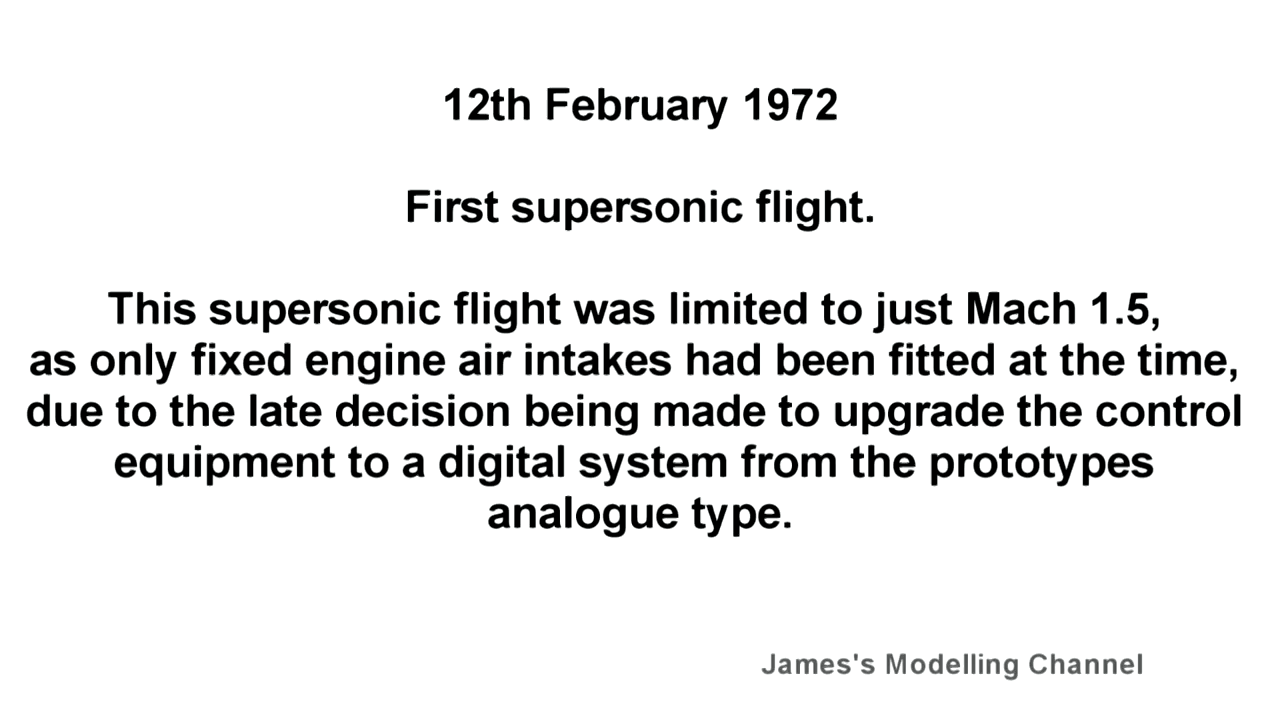 12th February 1972
First supersonic flight.
This supersonic flight was limited to just Mach 1.5,
as only fixed engine air intakes had been fitted at the time,
due to the late decision being made to upgrade the control
equipment to a digital system from the prototypes
analogue type.
James's Modelling Channel